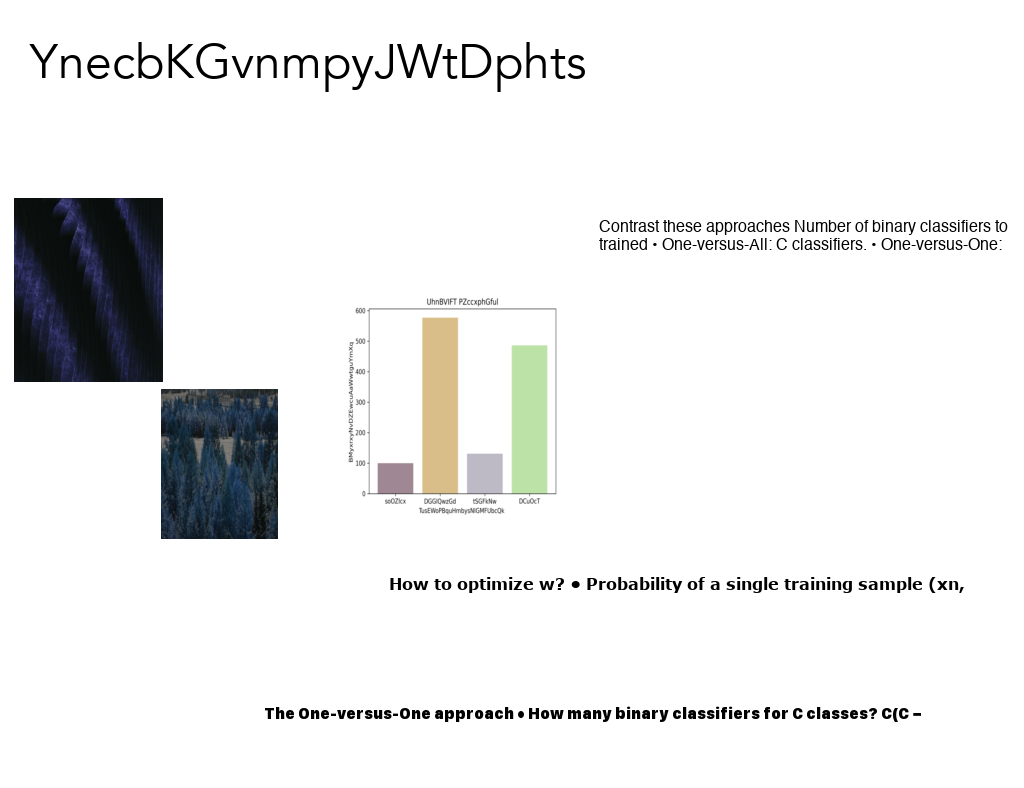 YnecbKGvnmpyJWtDphts
Contrast these approaches Number of binary classifiers to
trained • One-versus-All: C classifiers. • One-versus-One:
UhnBVIFT PZccxphGful
600
500
400
300
200
100
0
soOZIcx DGGIQwzGd tSGFkNw DCuOcT
How to optimize w? • Probability of a single training sample (xn,
The One-versus-One approach • How many binary classifiers for C classes? C(C –